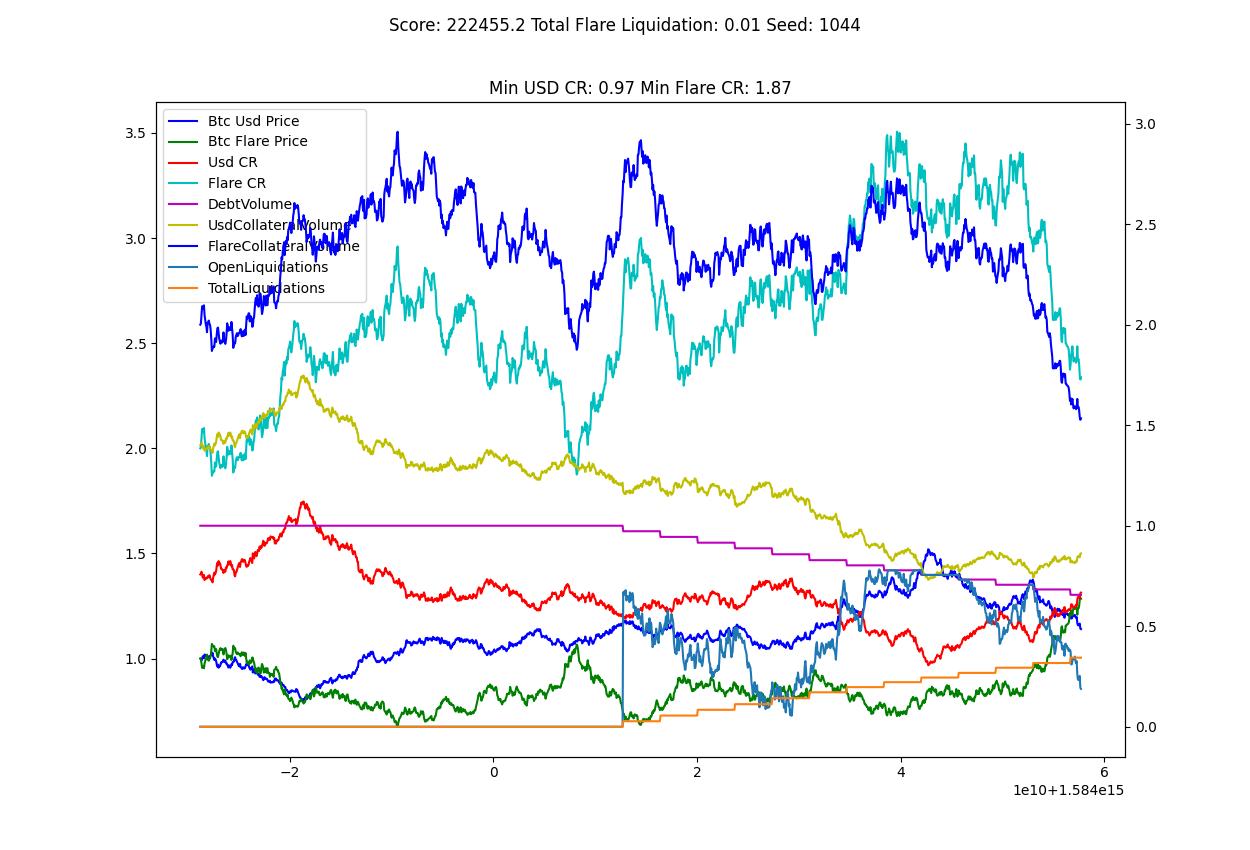 Score: 222455.2 Total Flare Liquidation: 0.01 Seed: 1044
Min USD CR: 0.97 Min Flare CR: 1.87
Btc Usd Price
Btc Flare Price
Usd CR
Flare CR
DebtVolume
UsdCollateralVolume
FlareCollateralVolume
OpenLiquidations
TotalLiquidations
3.5
3.0
2.5
2.0
1.5
1.0
3.0
2.5
2.0
1.5
1.0
0.5
0.0
−2
0
2
4
6
1e10+1.584e15